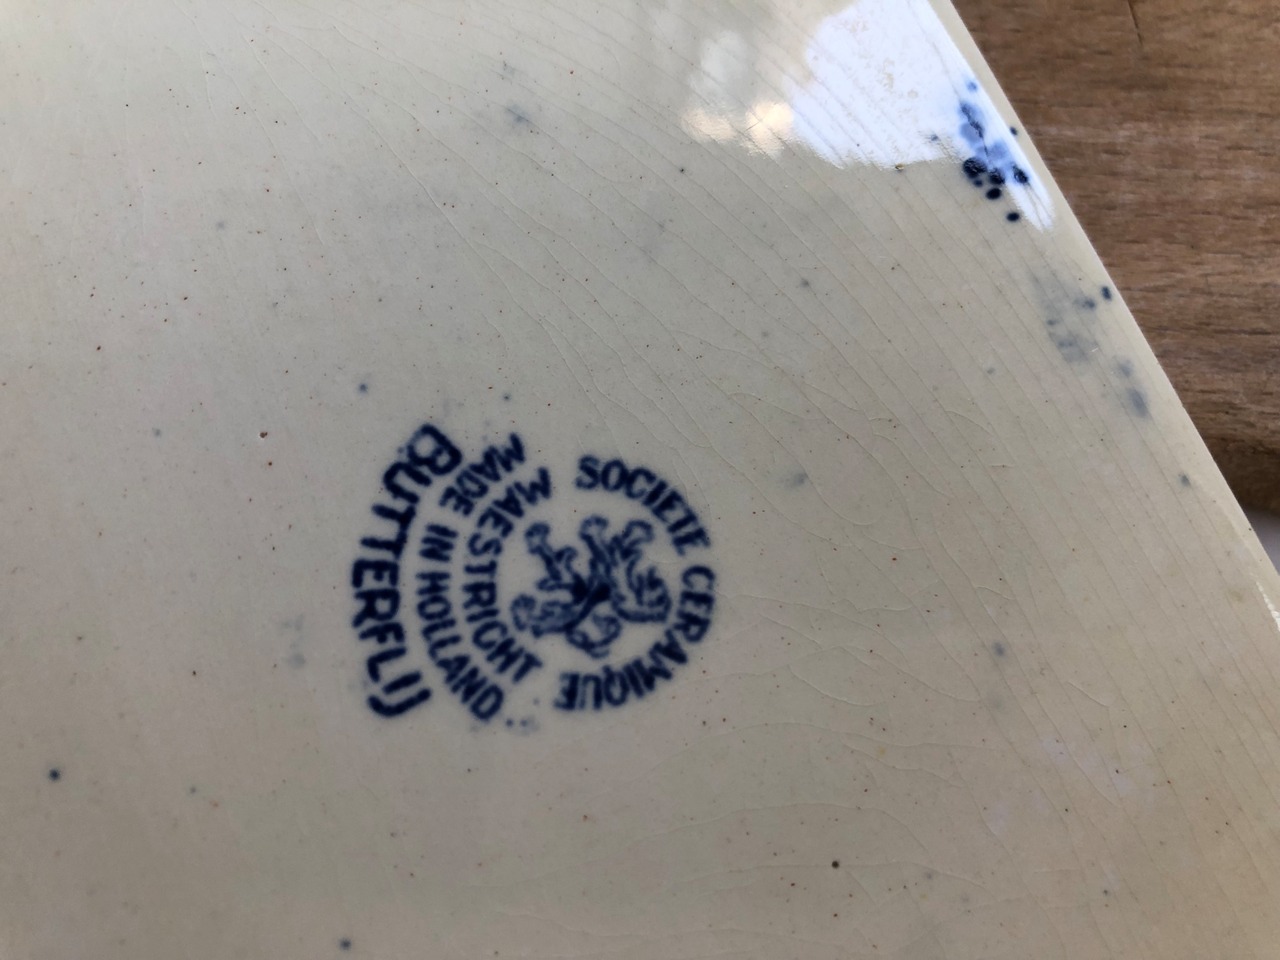 SOCIETE CERAMIQUE
MAESTRICHT
MADE IN HOLLAND
BUTTERFLIJ